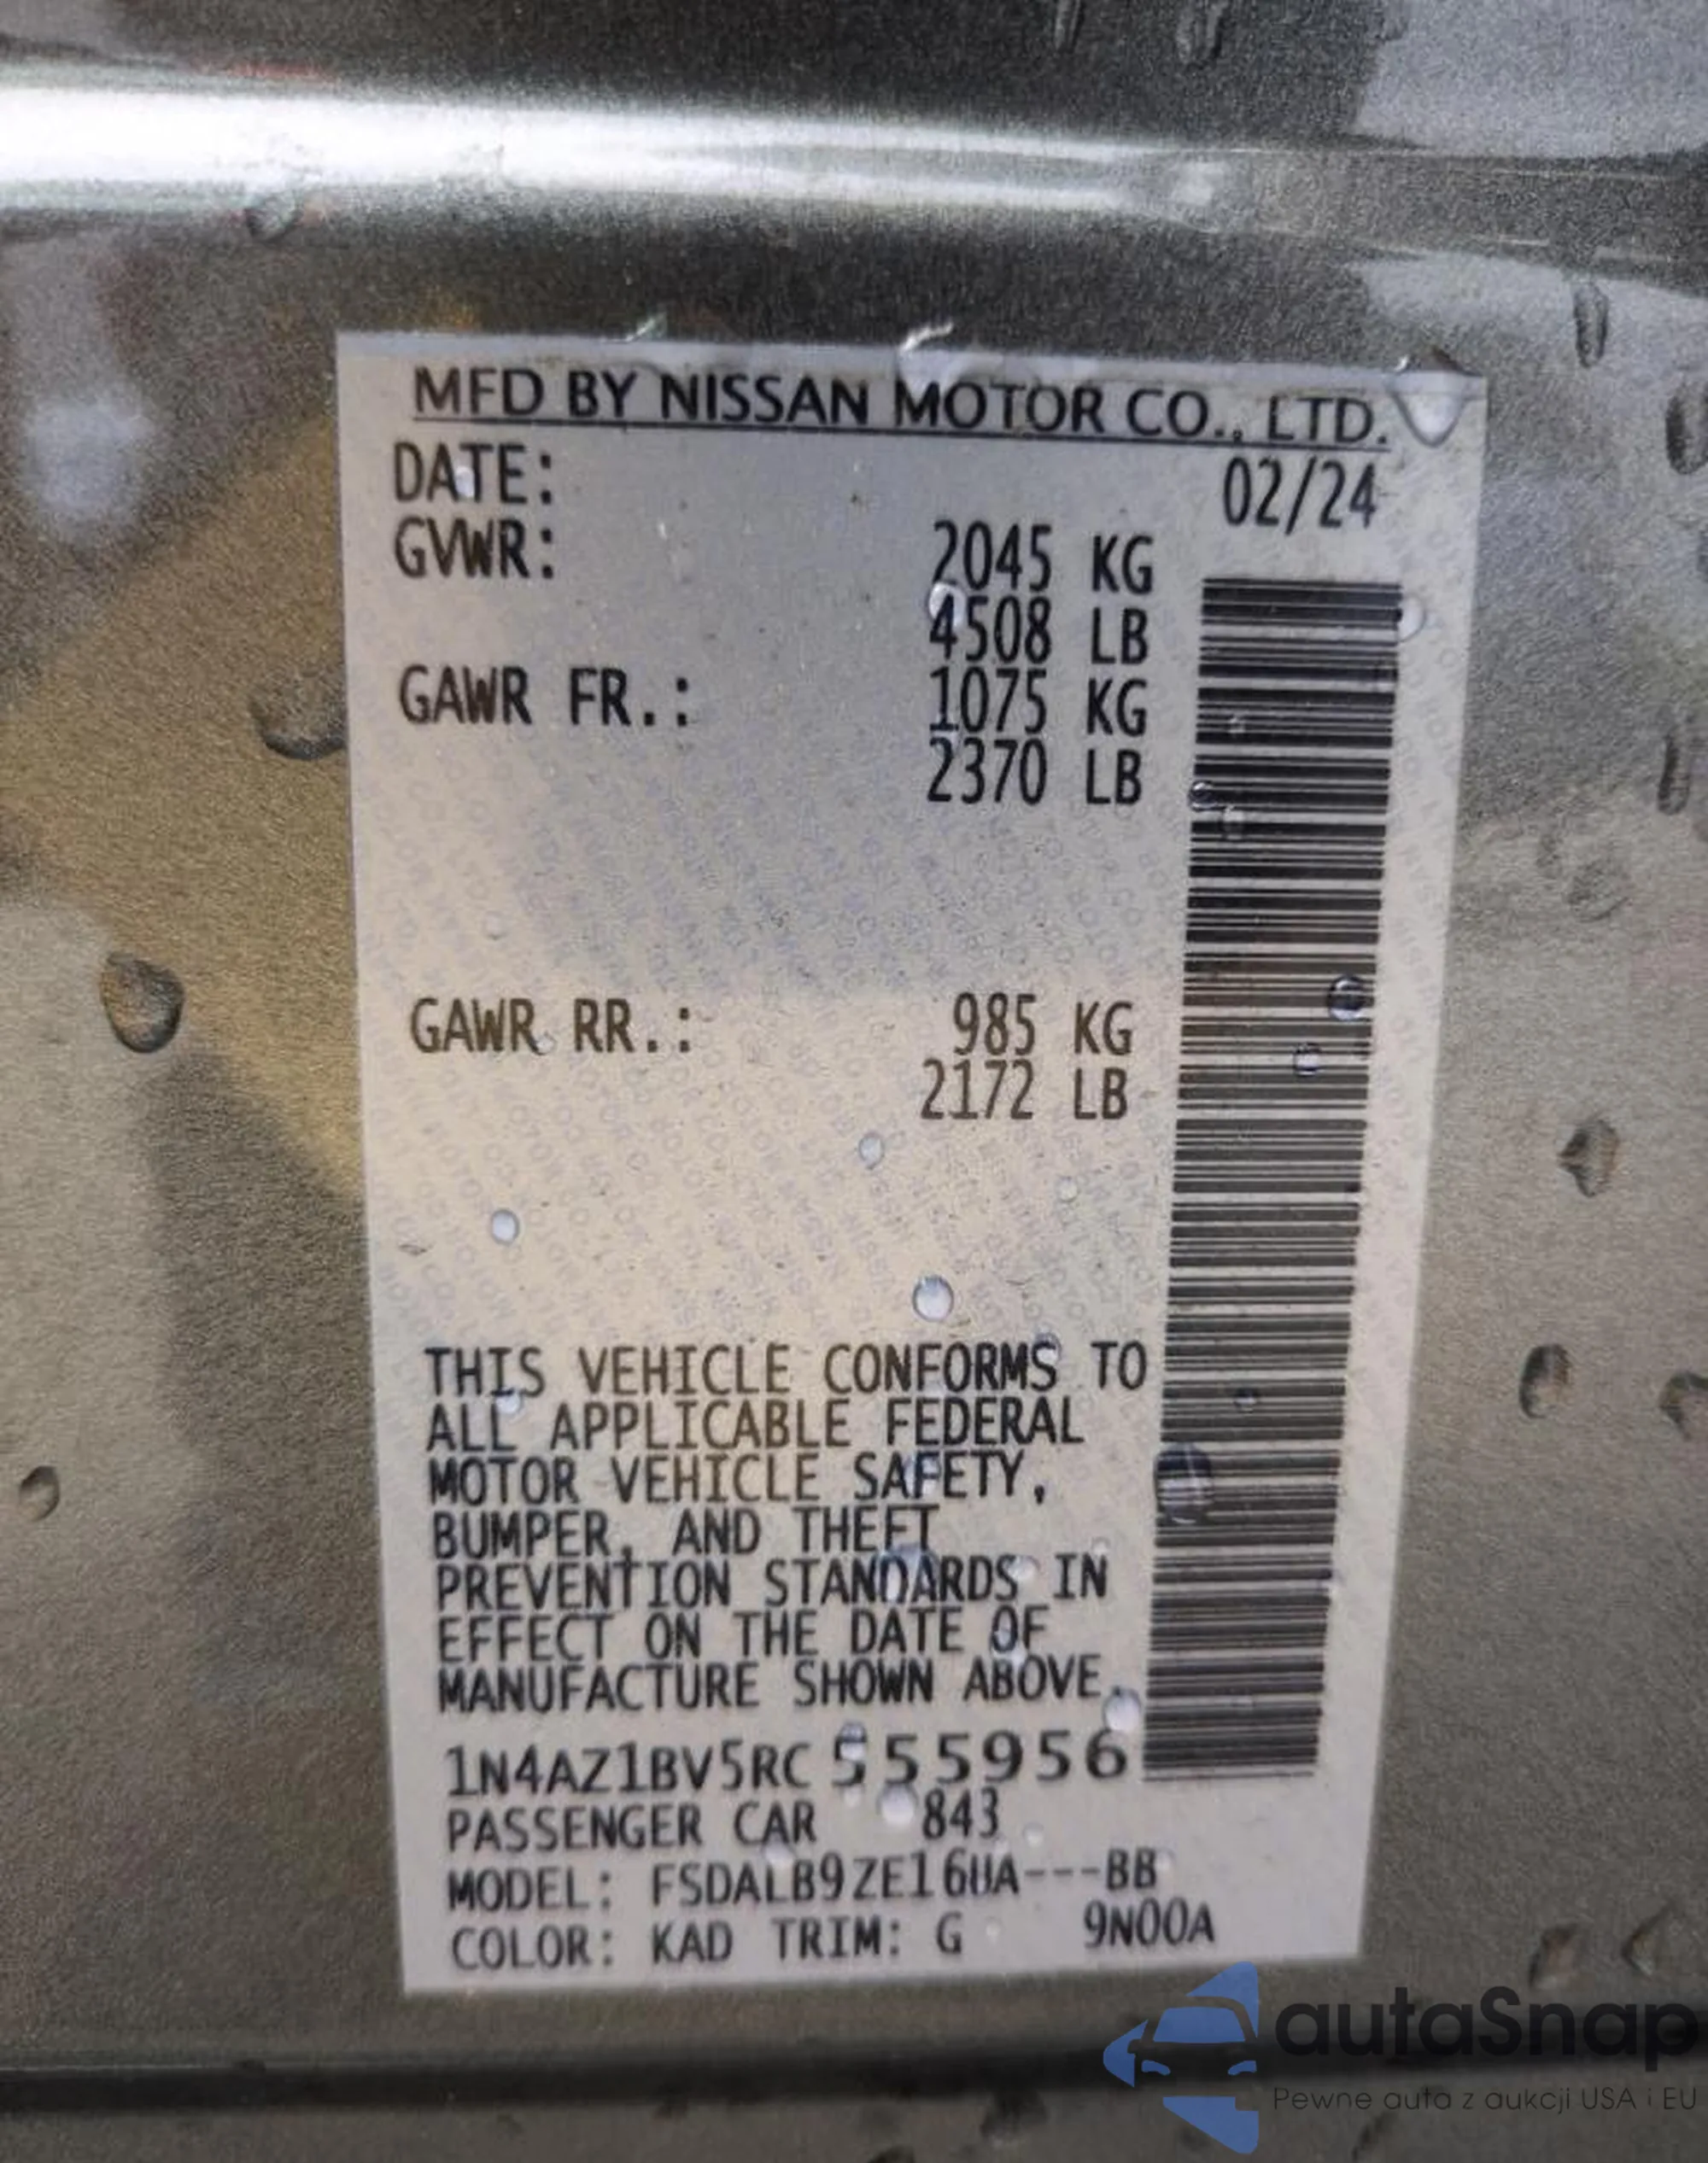 MFD BY NISSAN MOTOR CO., LTD.
DATE: 02/24
GVWR: 2045 KG
4508 LB
GAWR FR.: 1075 KG
2370 LB
GAWR RR.: 985 KG
2172 LB
THIS VEHICLE CONFORMS TO
ALL APPLICABLE FEDERAL
MOTOR VEHICLE SAFETY,
BUMPER, AND THEFT
PREVENTION STANDARDS IN
EFFECT ON THE DATE OF
MANUFACTURE SHOWN ABOVE.
1N4AZ1BV5RC 555956
PASSENGER CAR 843
MODEL: FSDALB9ZE16UA---BB
COLOR: KAD TRIM: G 9N00A
autaSnap
Pewne auta z aukcji USA i EU